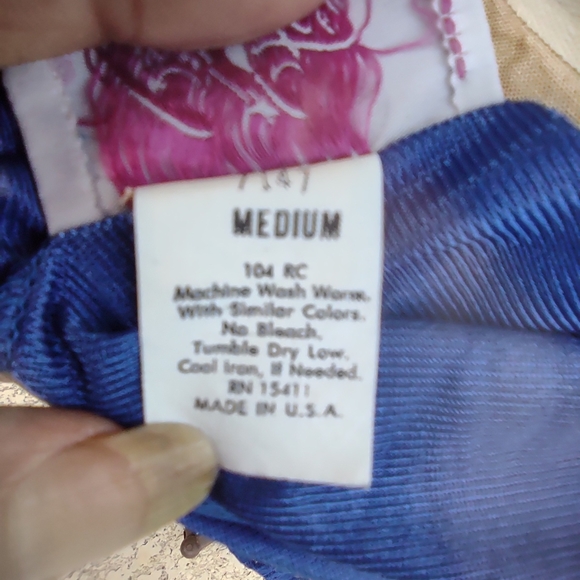 MEDIUM
104 RC
Machine Wash Warm.
With Similar Colors.
No Bleach.
Tumble Dry Low.
Cool Iron, If Needed.
RN 15411
MADE IN U.S.A.